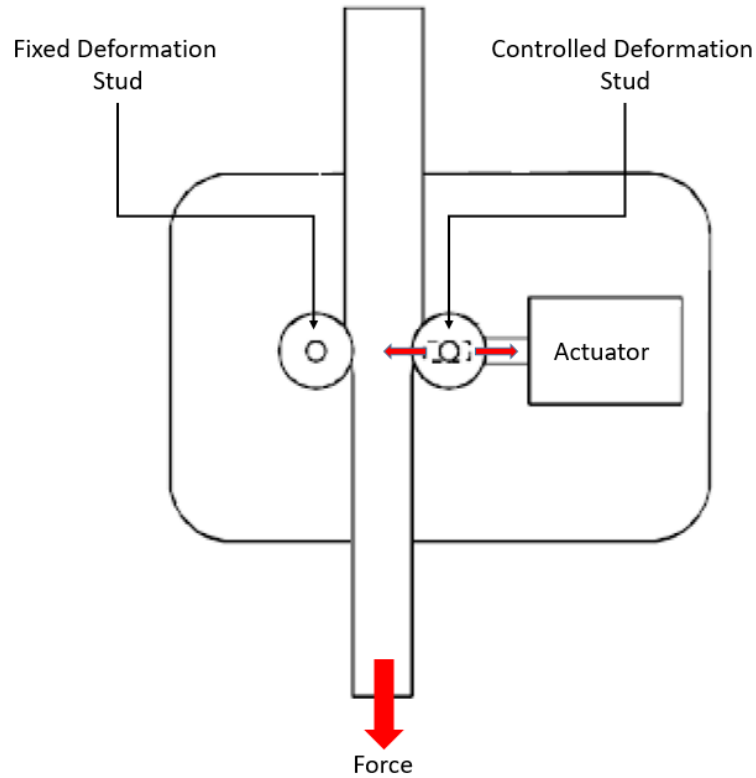 Fixed Deformation
Stud
Controlled Deformation
Stud
Actuator
Force